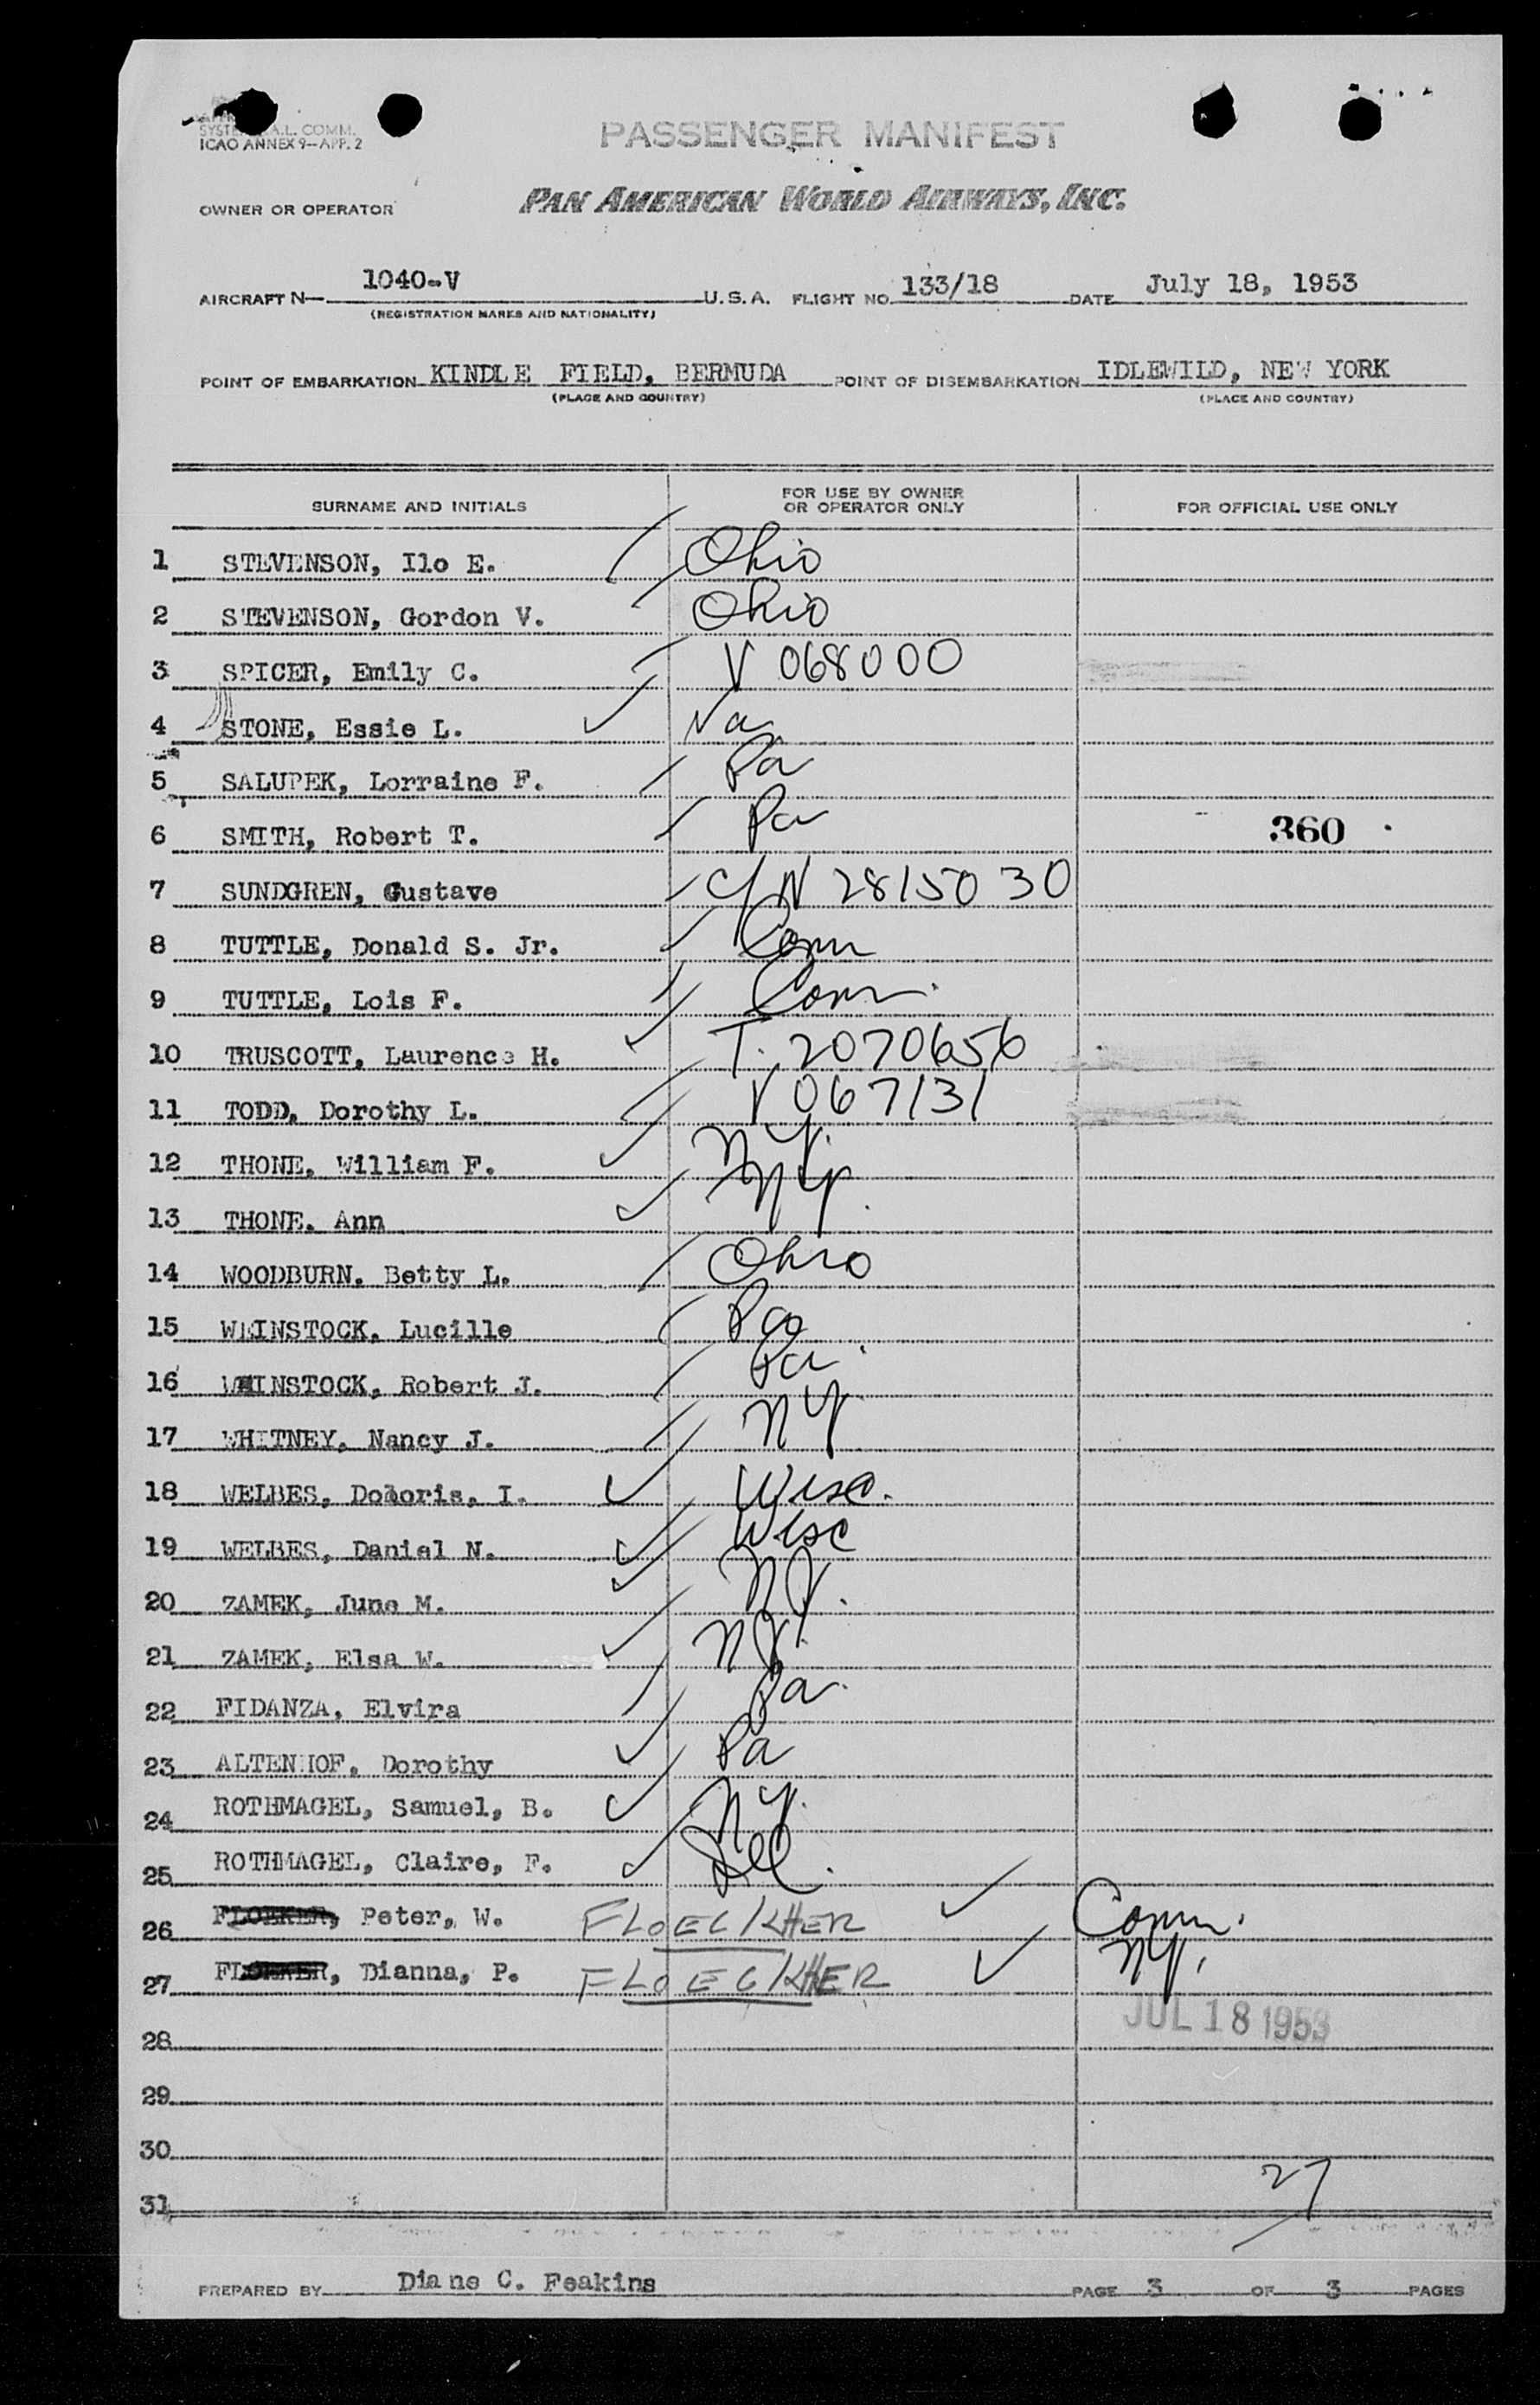 SYSTE A.L. COMM.
ICAO ANNEX 9—APP. 2
PASSENGER MANIFEST
OWNER OR OPERATOR PAN AMERICAN WORLD AIRWAYS, INC.
AIRCRAFT N— 1040-V U.S.A. FLIGHT NO. 133/18 DATE July 18, 1953
(REGISTRATION MARKS AND NATIONALITY)
POINT OF EMBARKATION KINDLE FIELD, BERMUDA POINT OF DISEMBARKATION IDLEWILD, NEW YORK
(PLACE AND COUNTRY) (PLACE AND COUNTRY)
SURNAME AND INITIALS FOR USE BY OWNER OR OPERATOR ONLY FOR OFFICIAL USE ONLY
1 STEVENSON, Ilo E. Ohio
2 STEVENSON, Gordon V. Ohio
3 SPICER, Emily C. V 068000
4 STONE, Essie L. Va
5 SALUPEK, Lorraine F. Pa
6 SMITH, Robert T. Pa 360
7 SUNDGREN, Gustave C/N 2815030
8 TUTTLE, Donald S. Jr. Conn
9 TUTTLE, Lois F. Conn.
10 TRUSCOTT, Laurence H. T. 2070656
11 TODD, Dorothy L. V 067131
12 THONE, William F. N.Y.
13 THONE. Ann N.Y.
14 WOODBURN. Betty L. Ohio
15 WEINSTOCK, Lucille Pa
16 WEINSTOCK, Robert J. Pa.
17 WHITNEY, Nancy J. NY
18 WELBES, Doloris, I. Wisc.
19 WELBES, Daniel N. Wisc
20 ZAMEK, June M. N.J.
21 ZAMEK, Elsa W. N.J.
22 FIDANZA, Elvira Pa.
23 ALTENHOF, Dorothy Pa
24 ROTHMAGEL, Samuel, B. N.Y.
25 ROTHMAGEL, Claire, F.
26 FLOEKER, Peter, W. FLOECKHER Conn.
27 FLOEKER, Dianna, P. FLOECKHER N.Y.
JUL 18 1953
28
29
30
31
27
PREPARED BY Diane C. Feakins PAGE 3 OF 3 PAGES